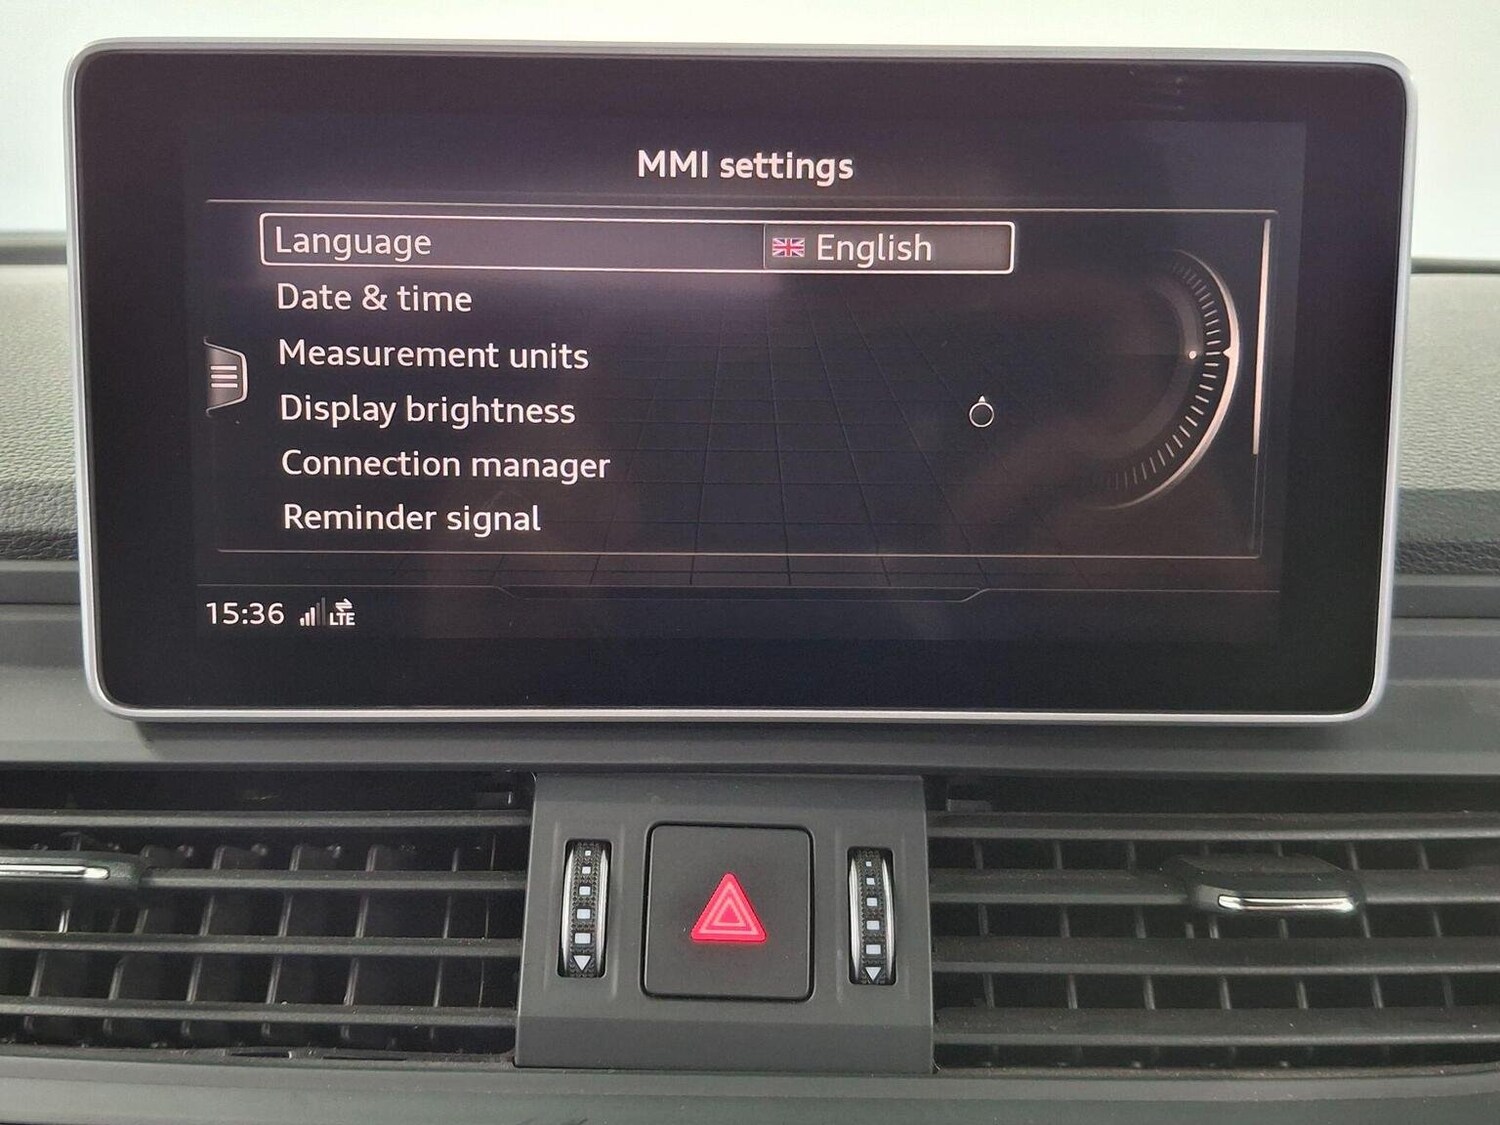 MMI settings
Language English
Date & time
Measurement units
Display brightness
Connection manager
Reminder signal
15:36 LTE